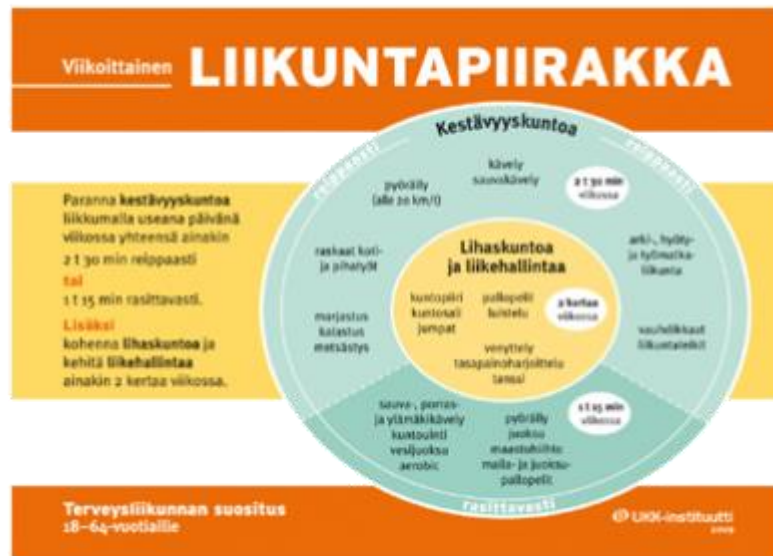 Viikoittainen LIIKUNTAPIIRAKKA
Paranna kestävyyskuntoa
liikkumalla useana päivänä
viikossa yhteensä ainakin
2 t 30 min reippaasti
tai
1 t 15 min rasittavasti.
Lisäksi
kohenna lihaskuntoa ja
kehitä liikehallintaa
ainakin 2 kertaa viikossa.
Kestävyyskuntoa
reippaasti
reippaasti
kävely
sauvakävely
2 t 30 min
viikossa
pyöräily
(alle 20 km/t)
raskaat koti-
ja pihatyöt
marjastus
kalastus
metsästys
arki-, hyöty-
ja työmatka-
liikunta
vauhdikkaat
liikuntaleikit
Lihaskuntoa
ja liikehallintaa
kuntopiiri
kuntosali
jumpat
pallopelit
luistelu
2 kertaa
viikossa
venyttely
tasapainoharjoittelu
tanssi
sauva-, porras-
ja ylämäkikävely
kuntouinti
vesijuoksu
aerobic
pyöräily
juoksu
maastohiihto
maila- ja juoksu-
pallopelit
1 t 15 min
viikossa
rasittavasti
Terveysliikunnan suositus
18–64-vuotiaille
UKK-instituutti